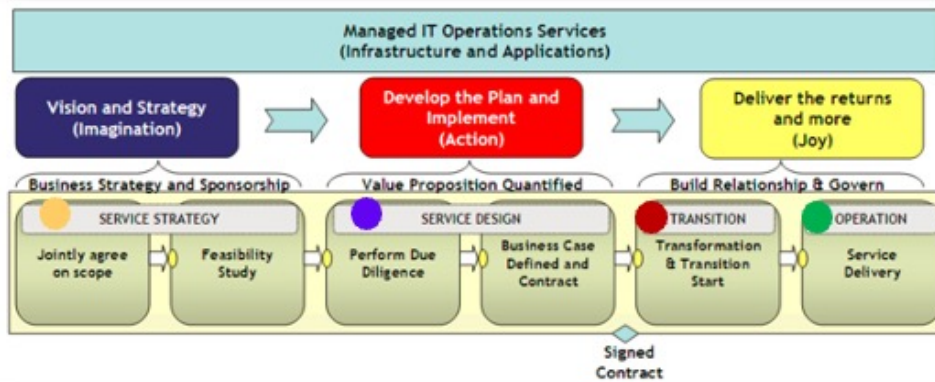 Managed IT Operations Services
(Infrastructure and Applications)
Vision and Strategy
(Imagination)
Develop the Plan and
Implement
(Action)
Deliver the returns
and more
(Joy)
Business Strategy and Sponsorship
Value Proposition Quantified
Build Relationship & Govern
SERVICE STRATEGY
SERVICE DESIGN
TRANSITION
OPERATION
Jointly agree
on scope
Feasibility
Study
Perform Due
Diligence
Business Case
Defined and
Contract
Transformation
& Transition
Start
Service
Delivery
Signed
Contract